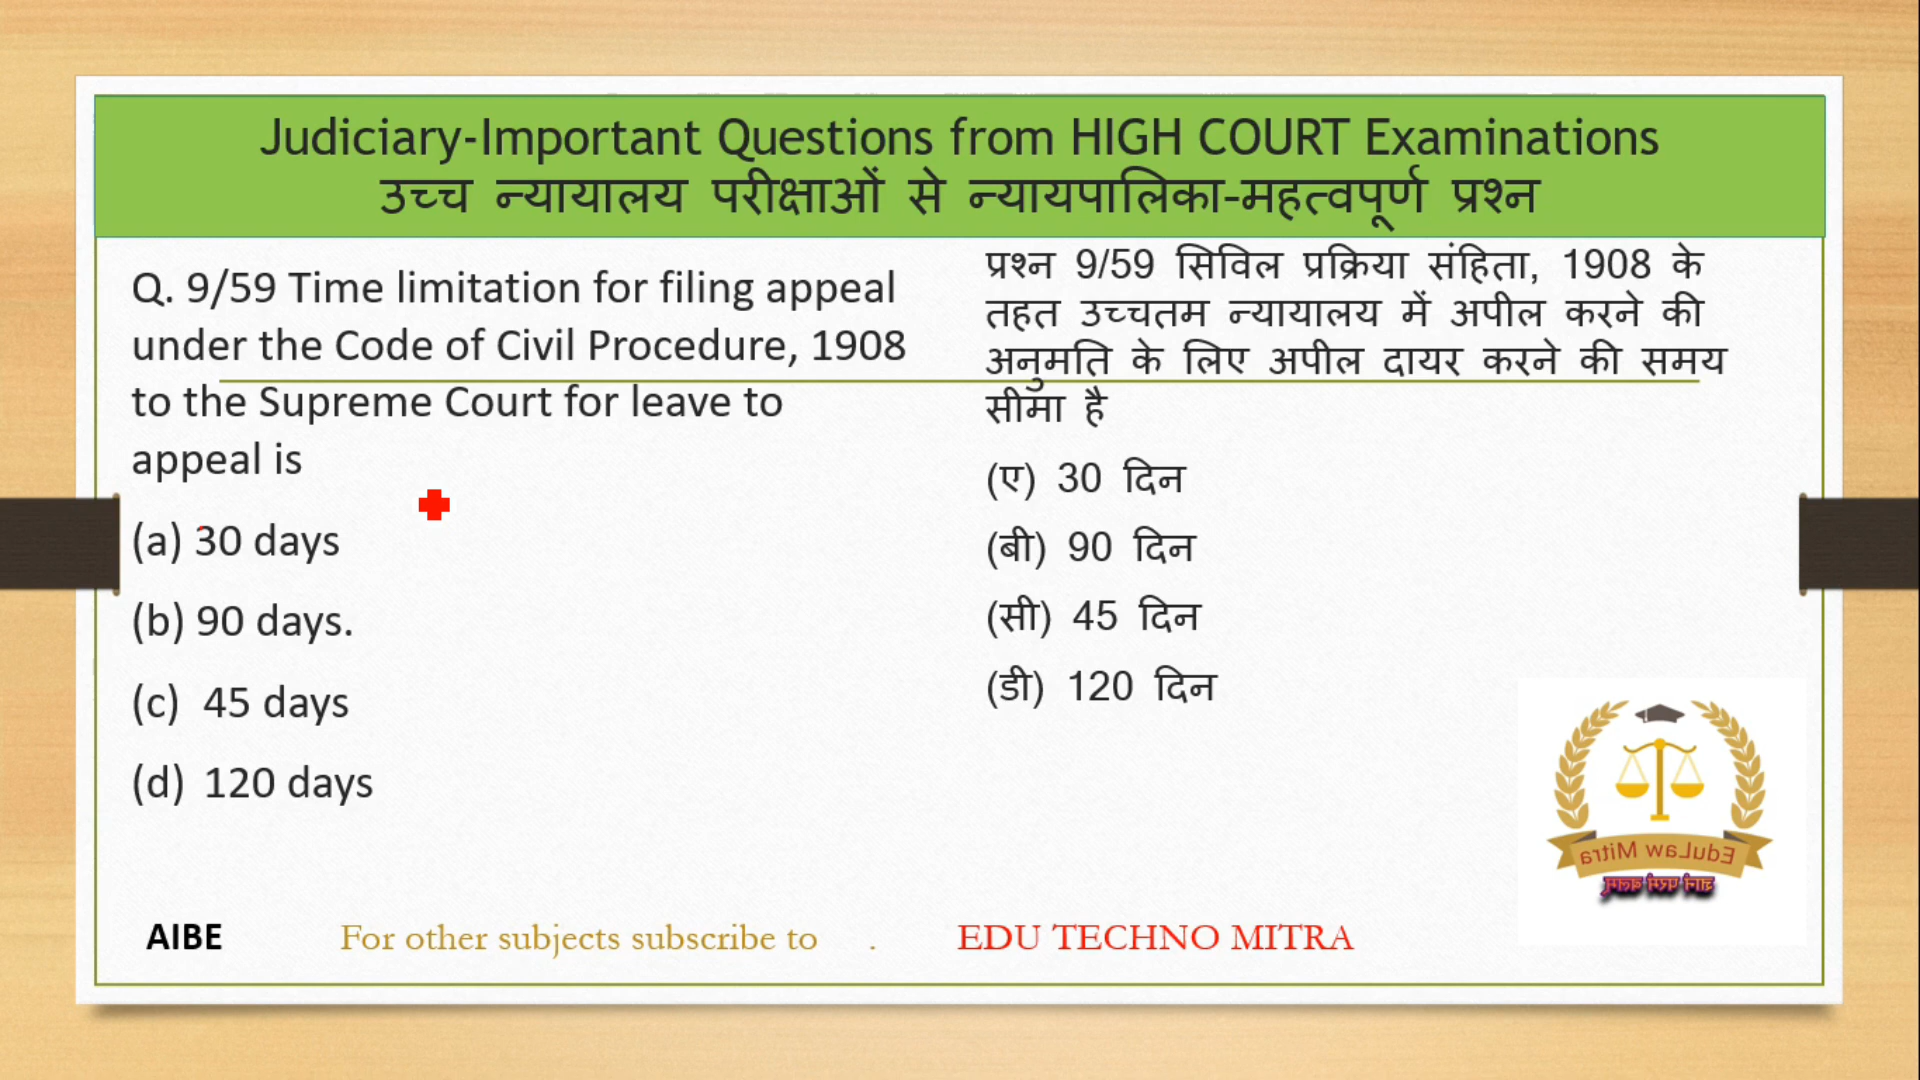 Judiciary-Important Questions from HIGH COURT Examinations
उच्च न्यायालय परीक्षाओं से न्यायपालिका-महत्वपूर्ण प्रश्न
Q. 9/59 Time limitation for filing appeal
under the Code of Civil Procedure, 1908
to the Supreme Court for leave to
appeal is
(a) 30 days
(b) 90 days.
(c) 45 days
(d) 120 days
प्रश्न 9/59 सिविल प्रक्रिया संहिता, 1908 के
तहत उच्चतम न्यायालय में अपील करने की
अनुमति के लिए अपील दायर करने की समय
सीमा है
(ए) 30 दिन
(बी) 90 दिन
(सी) 45 दिन
(डी) 120 दिन
EduLaw Mitra
ज्ञानं परमं बलम्
AIBE For other subjects subscribe to . EDU TECHNO MITRA